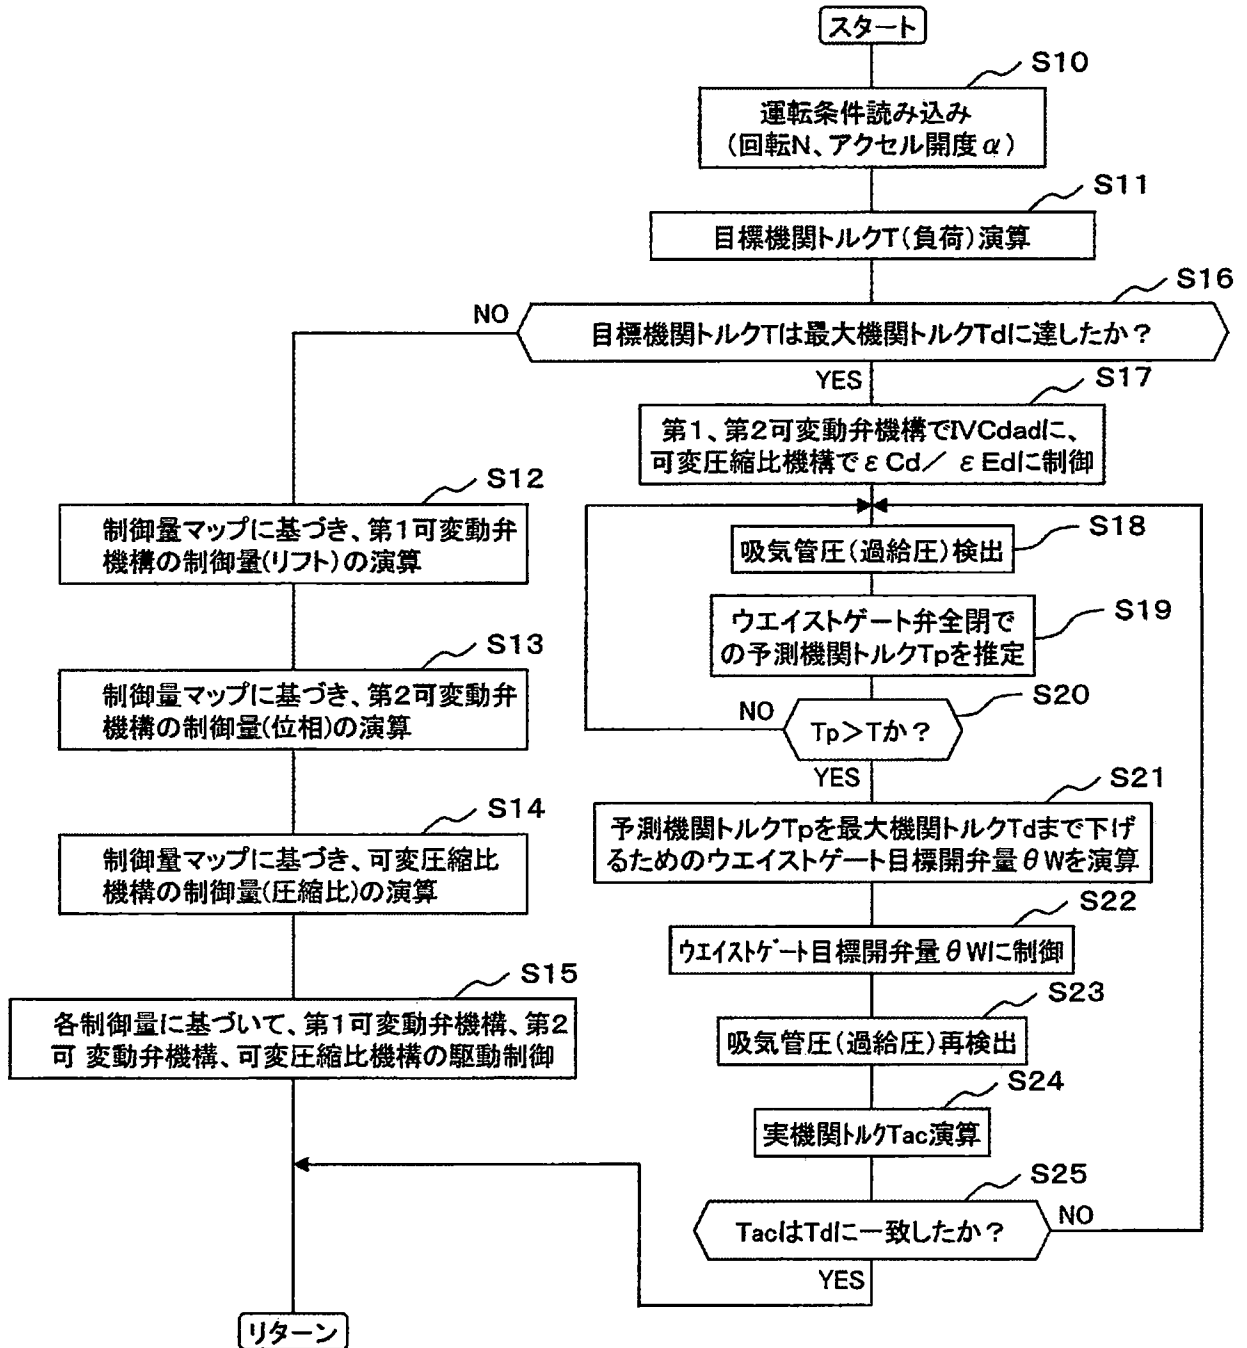 スタート
S10
運転条件読み込み
(回転N、アクセル開度α)
S11
目標機関トルクT(負荷)演算
S16
NO
目標機関トルクTは最大機関トルクTdに達したか?
YES
S17
第1、第2可変動弁機構でIVCdadに、
可変圧縮比機構でεCd/εEdに制御
S12
制御量マップに基づき、第1可変動弁
機構の制御量(リフト)の演算
S13
制御量マップに基づき、第2可変動弁
機構の制御量(位相)の演算
S14
制御量マップに基づき、可変圧縮比
機構の制御量(圧縮比)の演算
S15
各制御量に基づいて、第1可変動弁機構、第2
可 変動弁機構、可変圧縮比機構の駆動制御
S18
吸気管圧(過給圧)検出
S19
ウエイストゲート弁全閉で
の予測機関トルクTpを推定
S20
NO
Tp>Tか?
YES
S21
予測機関トルクTpを最大機関トルクTdまで下げ
るためのウエイストゲート目標開弁量θWを演算
S22
ウエイストゲート目標開弁量θWに制御
S23
吸気管圧(過給圧)再検出
S24
実機関トルクTac演算
S25
TacはTdに一致したか?
NO
YES
リターン